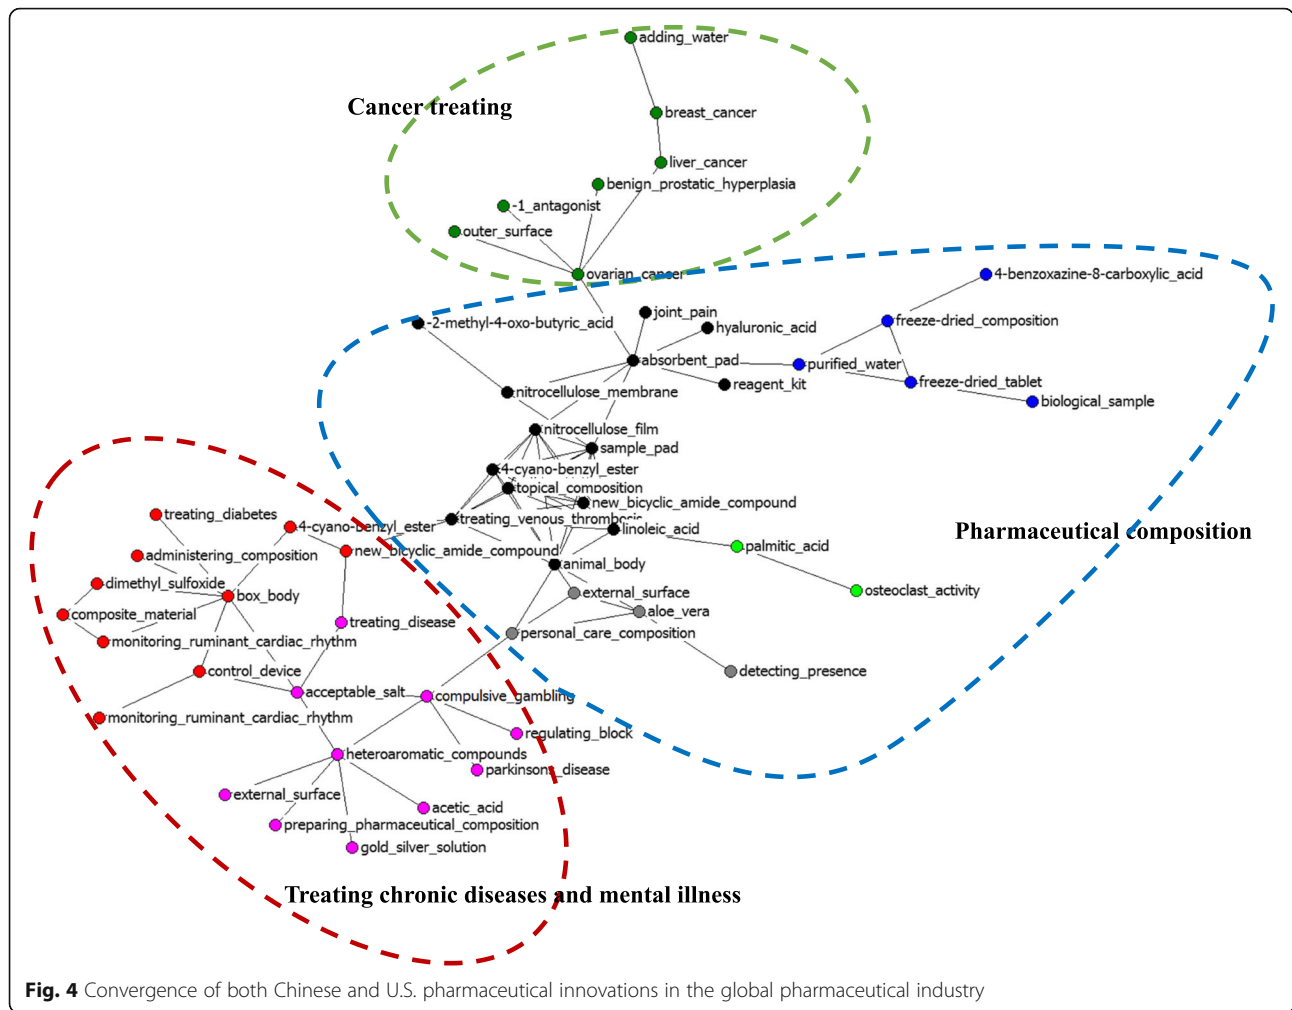 adding_water
Cancer treating
breast_cancer
liver_cancer
benign_prostatic_hyperplasia
-1_antagonist
outer_surface
ovarian_cancer
4-benzoxazine-8-carboxylic_acid
joint_pain
-2-methyl-4-oxo-butyric_acid
freeze-dried_composition
hyaluronic_acid
absorbent_pad
purified_water
freeze-dried_tablet
reagent_kit
nitrocellulose_membrane
biological_sample
nitrocellulose_film
sample_pad
4-cyano-benzyl_ester
topical_composition
new_bicyclic_amide_compound
treating_diabetes
treating_venous_thrombosis
4-cyano-benzyl_ester
linoleic_acid
Pharmaceutical composition
palmitic_acid
administering_composition
new_bicyclic_amide_compound
animal_body
dimethyl_sulfoxide
osteoclast_activity
external_surface
box_body
composite_material
aloe_vera
treating_disease
personal_care_composition
monitoring_ruminant_cardiac_rhythm
control_device
detecting_presence
acceptable_salt
compulsive_gambling
monitoring_ruminant_cardiac_rhythm
regulating_block
heteroaromatic_compounds
parkinsons_disease
external_surface
acetic_acid
preparing_pharmaceutical_composition
gold_silver_solution
Treating chronic diseases and mental illness
Fig. 4 Convergence of both Chinese and U.S. pharmaceutical innovations in the global pharmaceutical industry